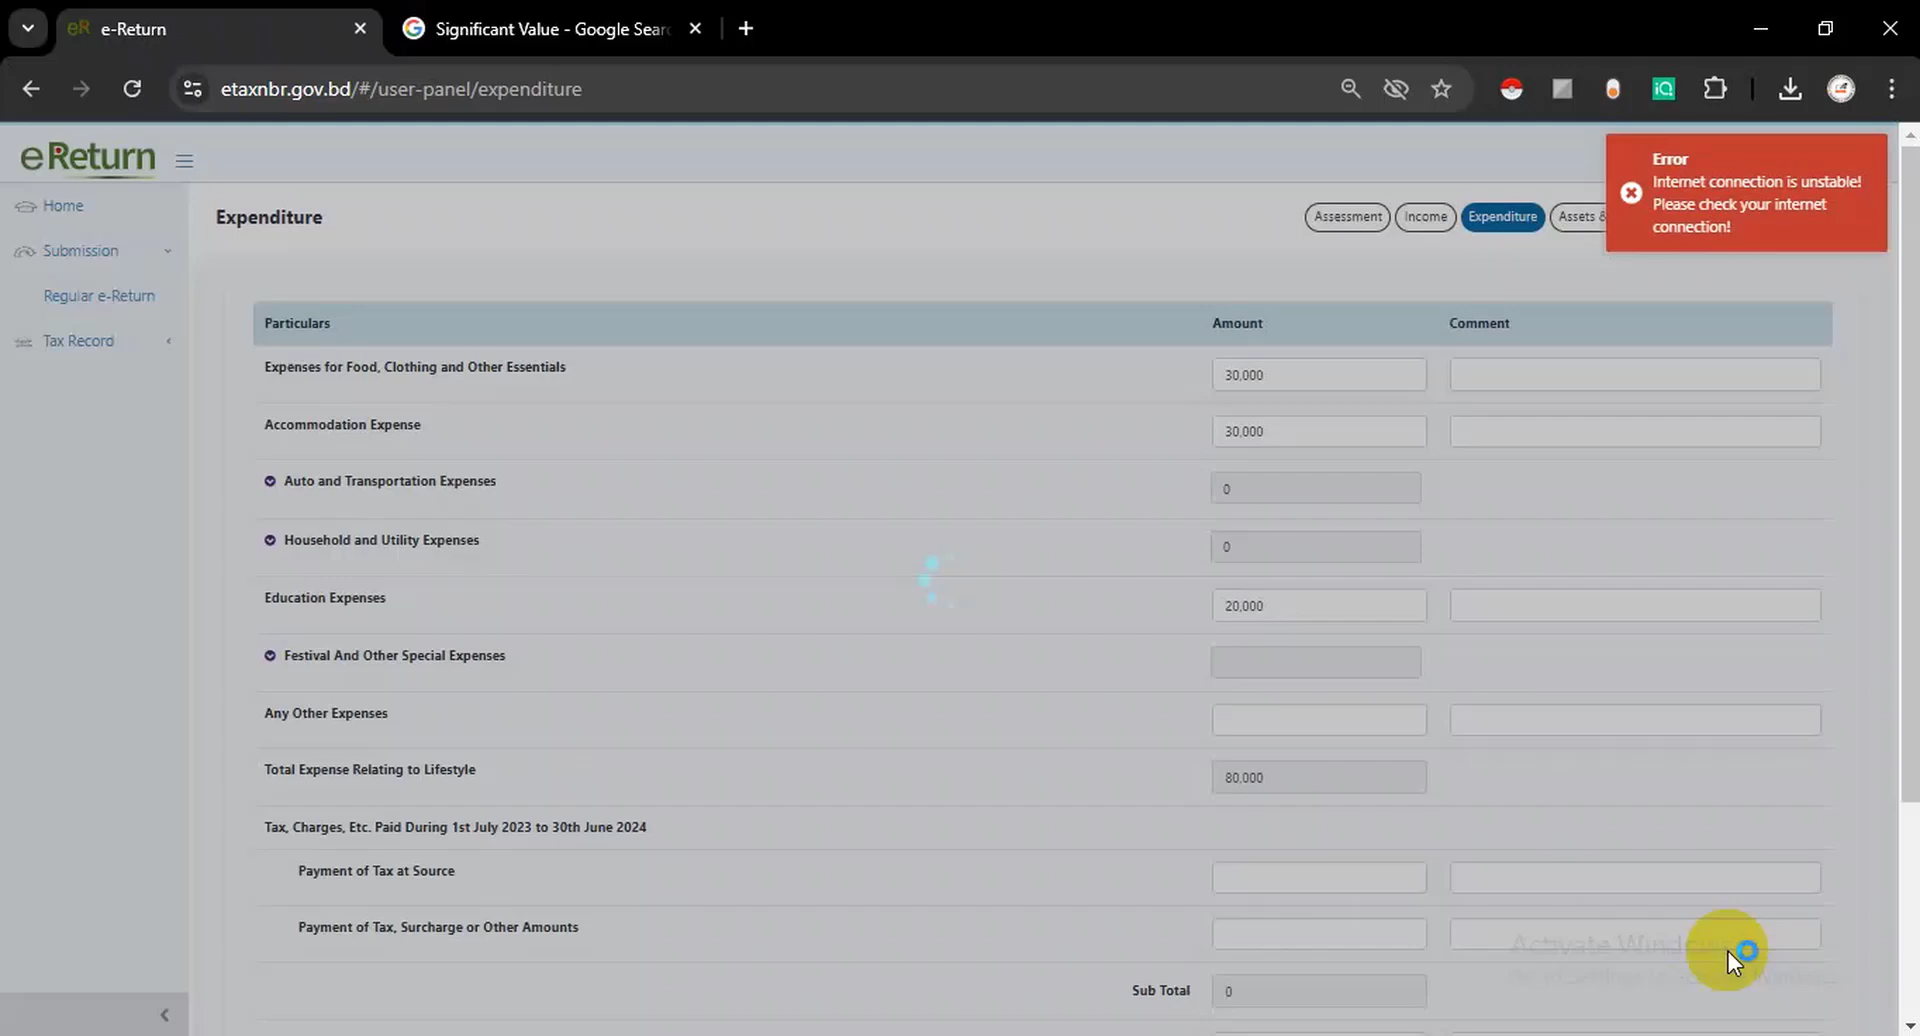 e-Return
Significant Value - Google Sear
etaxnbr.gov.bd/#/user-panel/expenditure
eReturn
Error
Internet connection is unstable!
Please check your internet
connection!
Home
Submission
Regular e-Return
Tax Record
Expenditure
Assessment
Income
Expenditure
Assets &
Particulars
Amount
Comment
Expenses for Food, Clothing and Other Essentials
30,000
Accommodation Expense
30,000
Auto and Transportation Expenses
0
Household and Utility Expenses
0
Education Expenses
20,000
Festival And Other Special Expenses
Any Other Expenses
Total Expense Relating to Lifestyle
80,000
Tax, Charges, Etc. Paid During 1st July 2023 to 30th June 2024
Payment of Tax at Source
Payment of Tax, Surcharge or Other Amounts
Activate
Sub Total
0